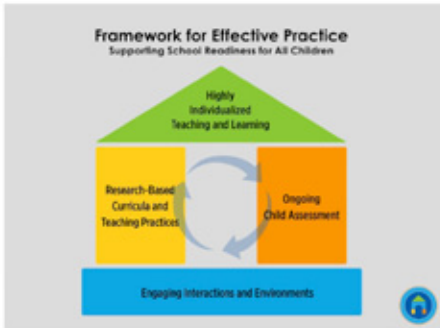 Framework for Effective Practice
Supporting School Readiness for All Children
Highly
Individualized
Teaching and Learning
Research-Based
Curricula and
Teaching Practices
Ongoing
Child Assessment
Engaging Interactions and Environments